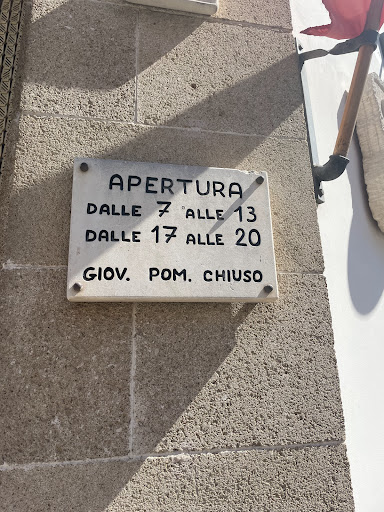 APERTURA
DALLE 7 ALLE 13
DALLE 17 ALLE 20
GIOV. POM. CHIUSO